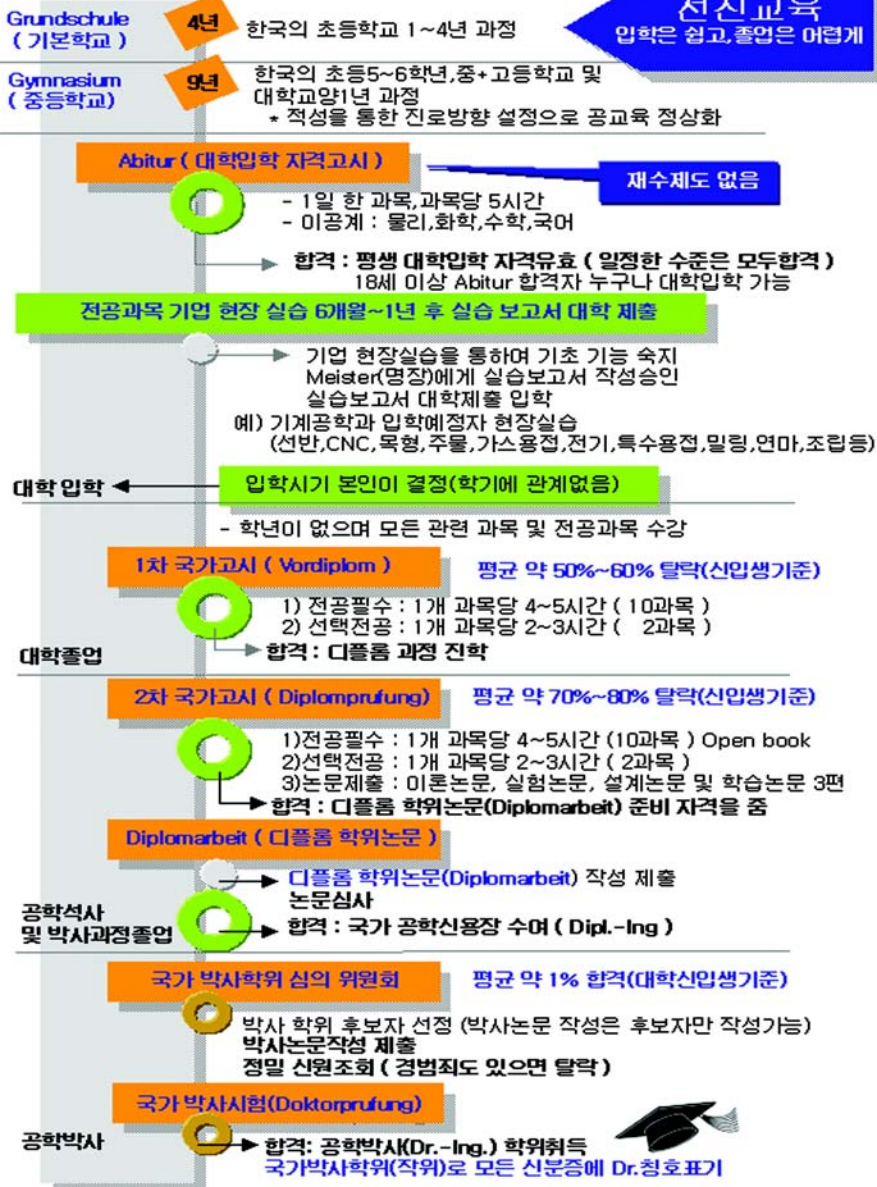 Grundschule
( 기본학교 )
4년
한국의 초등학교 1~4년 과정
선진교육
입학은 쉽고,졸업은 어렵게
Gymnasium
( 중등학교)
9년
한국의 초등5~6학년,중+고등학교 및
대학교양1년 과정
* 적성을 통한 진로방향 설정으로 공교육 정상화
Abitur ( 대학입학 자격고시 )
재수제도 없음
- 1일 한 과목,과목당 5시간
- 이공계 : 물리,화학,수학,국어
합격 : 평생 대학입학 자격유효 ( 일정한 수준은 모두합격 )
18세 이상 Abitur 합격자 누구나 대학입학 가능
전공과목 기업 현장 실습 6개월~1년 후 실습 보고서 대학 제출
기업 현장실습을 통하여 기초 기능 숙지
Meister(명장)에게 실습보고서 작성승인
실습보고서 대학제출 입학
예) 기계공학과 입학예정자 현장실습
(선반,CNC,목형,주물,가스용접,전기,특수용접,밀링,연마,조립등)
대학 입학
입학시기 본인이 결정(학기에 관계없음)
- 학년이 없으며 모든 관련 과목 및 전공과목 수강
1차 국가고시 ( Vordiplom )
평균 약 50%~60% 탈락(신입생기준)
1) 전공필수 : 1개 과목당 4~5시간 ( 10과목 )
2) 선택전공 : 1개 과목당 2~3시간 ( 2과목 )
합격 : 디플롬 과정 진학
대학졸업
2차 국가고시 ( Diplomprufung)
평균 약 70%~80% 탈락(신입생기준)
1)전공필수 : 1개 과목당 4~5시간 (10과목 ) Open book
2)선택전공 : 1개 과목당 2~3시간 ( 2과목 )
3)논문제출 : 이론논문, 실험논문, 설계논문 및 학습논문 3편
합격 : 디플롬 학위논문(Diplomarbeit) 준비 자격을 줌
Diplomarbeit ( 디플롬 학위논문 )
디플롬 학위논문(Diplomarbeit) 작성 제출
논문심사
공학석사
및 박사과정졸업
합격 : 국가 공학신용장 수여 ( Dipl.-Ing )
국가 박사학위 심의 위원회
평균 약 1% 합격(대학신입생기준)
박사 학위 후보자 선정 (박사논문 작성은 후보자만 작성가능)
박사논문작성 제출
정밀 신원조회 ( 경범죄도 있으면 탈락 )
국가 박사시험(Doktorprufung)
공학박사
합격: 공학박사(Dr.-Ing.) 학위취득
국가박사학위(작위)로 모든 신분증에 Dr.칭호표기